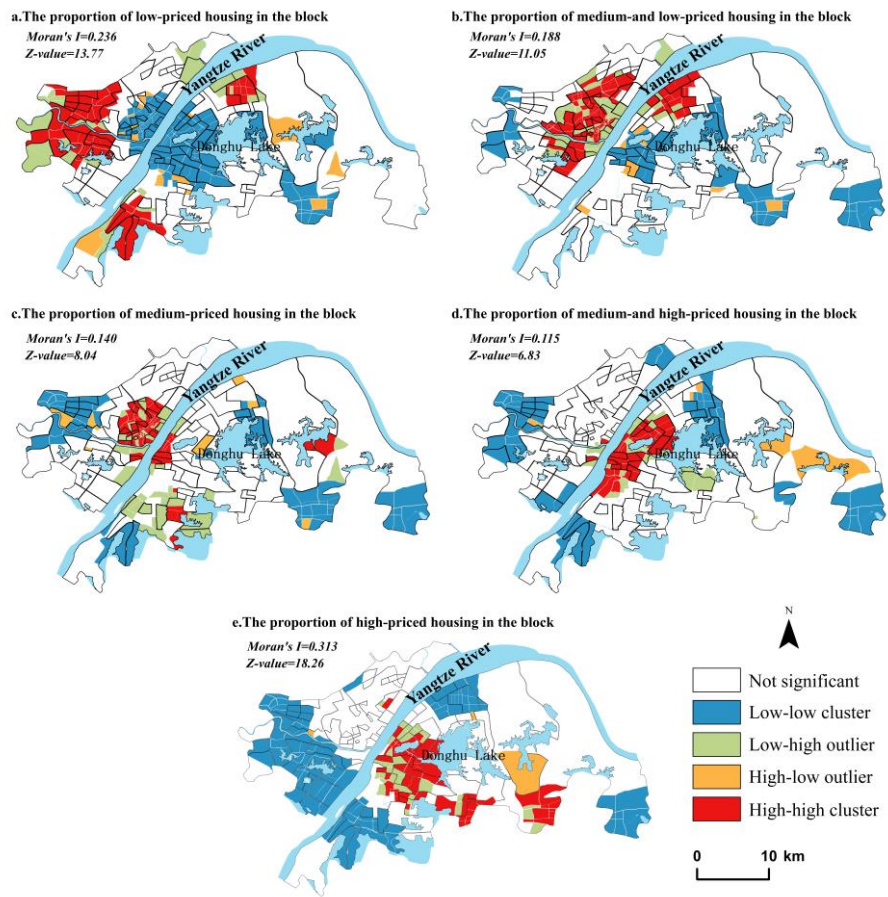 a.The proportion of low-priced housing in the block
Moran's I=0.236
Z-value=13.77
Yangtze River
Donghu Lake
b.The proportion of medium-and low-priced housing in the block
Moran's I=0.188
Z-value=11.05
Yangtze River
Donghu Lake
c.The proportion of medium-priced housing in the block
Moran's I=0.140
Z-value=8.04
Yangtze River
Donghu Lake
d.The proportion of medium-and high-priced housing in the block
Moran's I=0.115
Z-value=6.83
Yangtze River
Donghu Lake
e.The proportion of high-priced housing in the block
Moran's I=0.313
Z-value=18.26
Yangtze River
Donghu Lake
N
Not significant
Low-low cluster
Low-high outlier
High-low outlier
High-high cluster
0 10 km